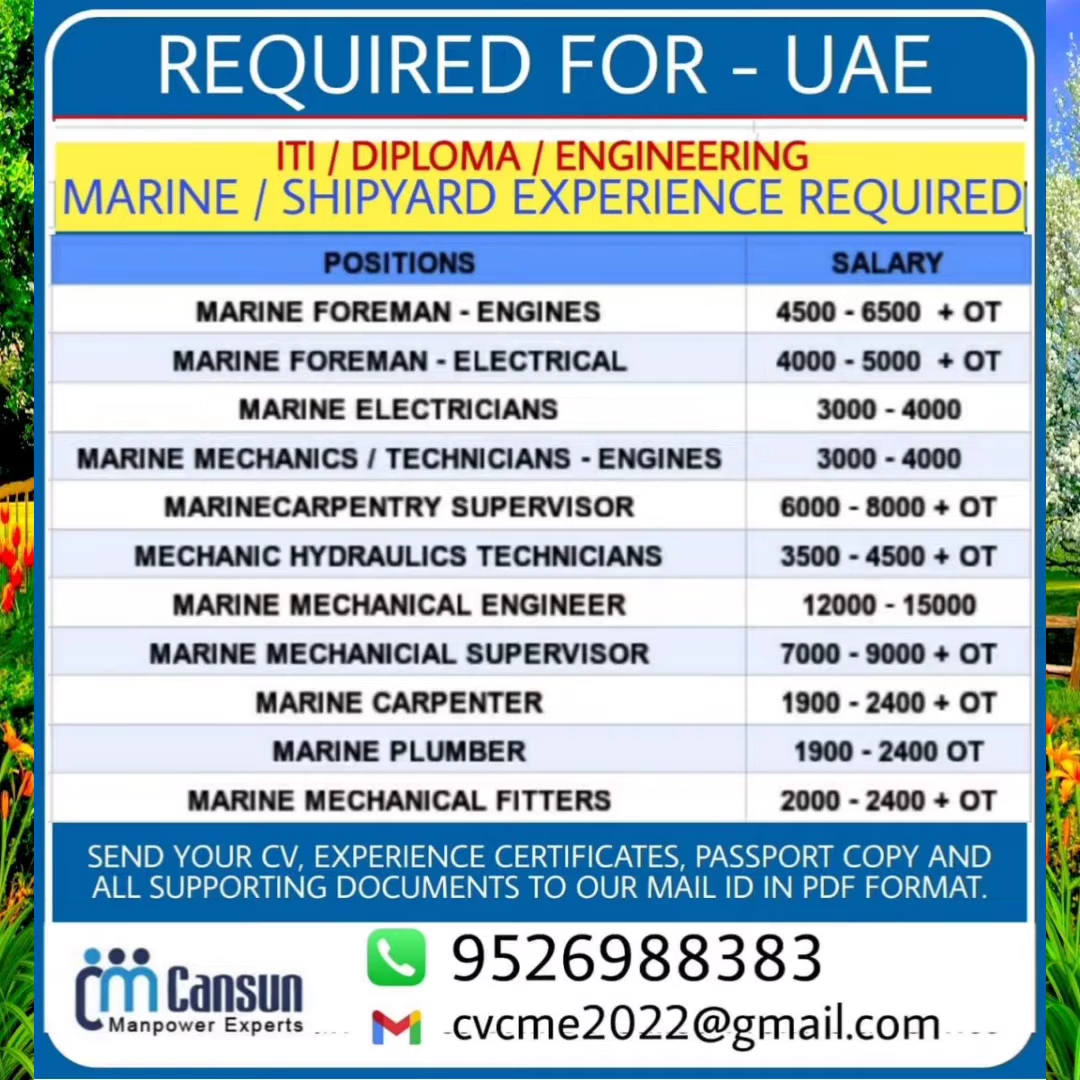 REQUIRED FOR - UAE
ITI / DIPLOMA / ENGINEERING
MARINE / SHIPYARD EXPERIENCE REQUIRED
POSITIONS SALARY
MARINE FOREMAN - ENGINES 4500 - 6500 + OT
MARINE FOREMAN - ELECTRICAL 4000 - 5000 + OT
MARINE ELECTRICIANS 3000 - 4000
MARINE MECHANICS / TECHNICIANS - ENGINES 3000 - 4000
MARINECARPENTRY SUPERVISOR 6000 - 8000 + OT
MECHANIC HYDRAULICS TECHNICIANS 3500 - 4500 + OT
MARINE MECHANICAL ENGINEER 12000 - 15000
MARINE MECHANICIAL SUPERVISOR 7000 - 9000 + OT
MARINE CARPENTER 1900 - 2400 + OT
MARINE PLUMBER 1900 - 2400 OT
MARINE MECHANICAL FITTERS 2000 - 2400 + OT
SEND YOUR CV, EXPERIENCE CERTIFICATES, PASSPORT COPY AND
ALL SUPPORTING DOCUMENTS TO OUR MAIL ID IN PDF FORMAT.
9526988383
cm Cansun
Manpower Experts
cvcme2022@gmail.com